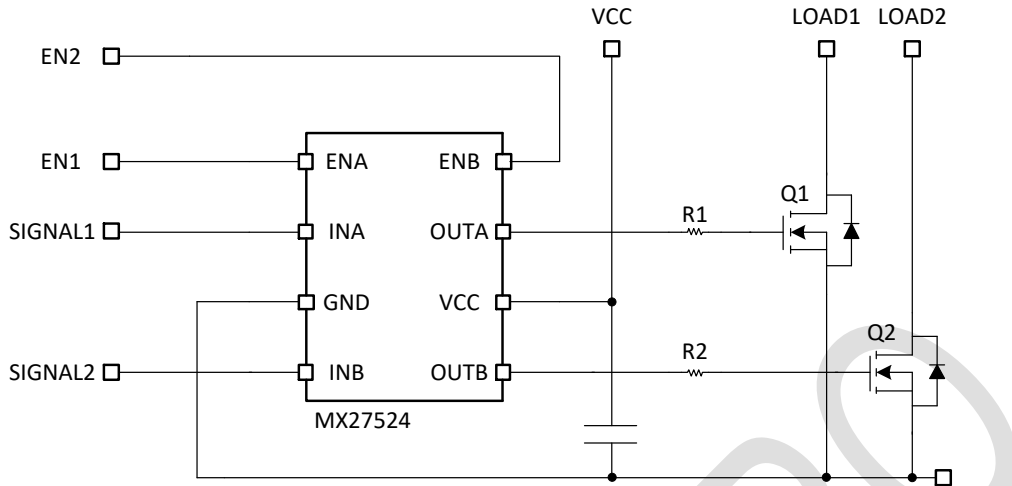 VCC LOAD1 LOAD2
EN2
EN1 ENA ENB
Q1
SIGNAL1 INA OUTA R1
GND VCC
Q2
SIGNAL2 INB OUTB R2
MX27524